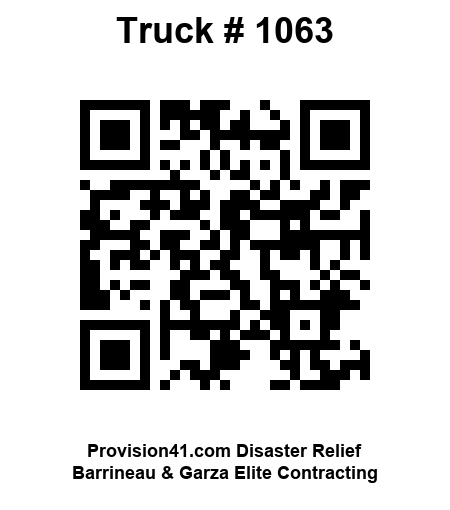 Truck # 1063
Provision41.com Disaster Relief
Barrineau & Garza Elite Contracting